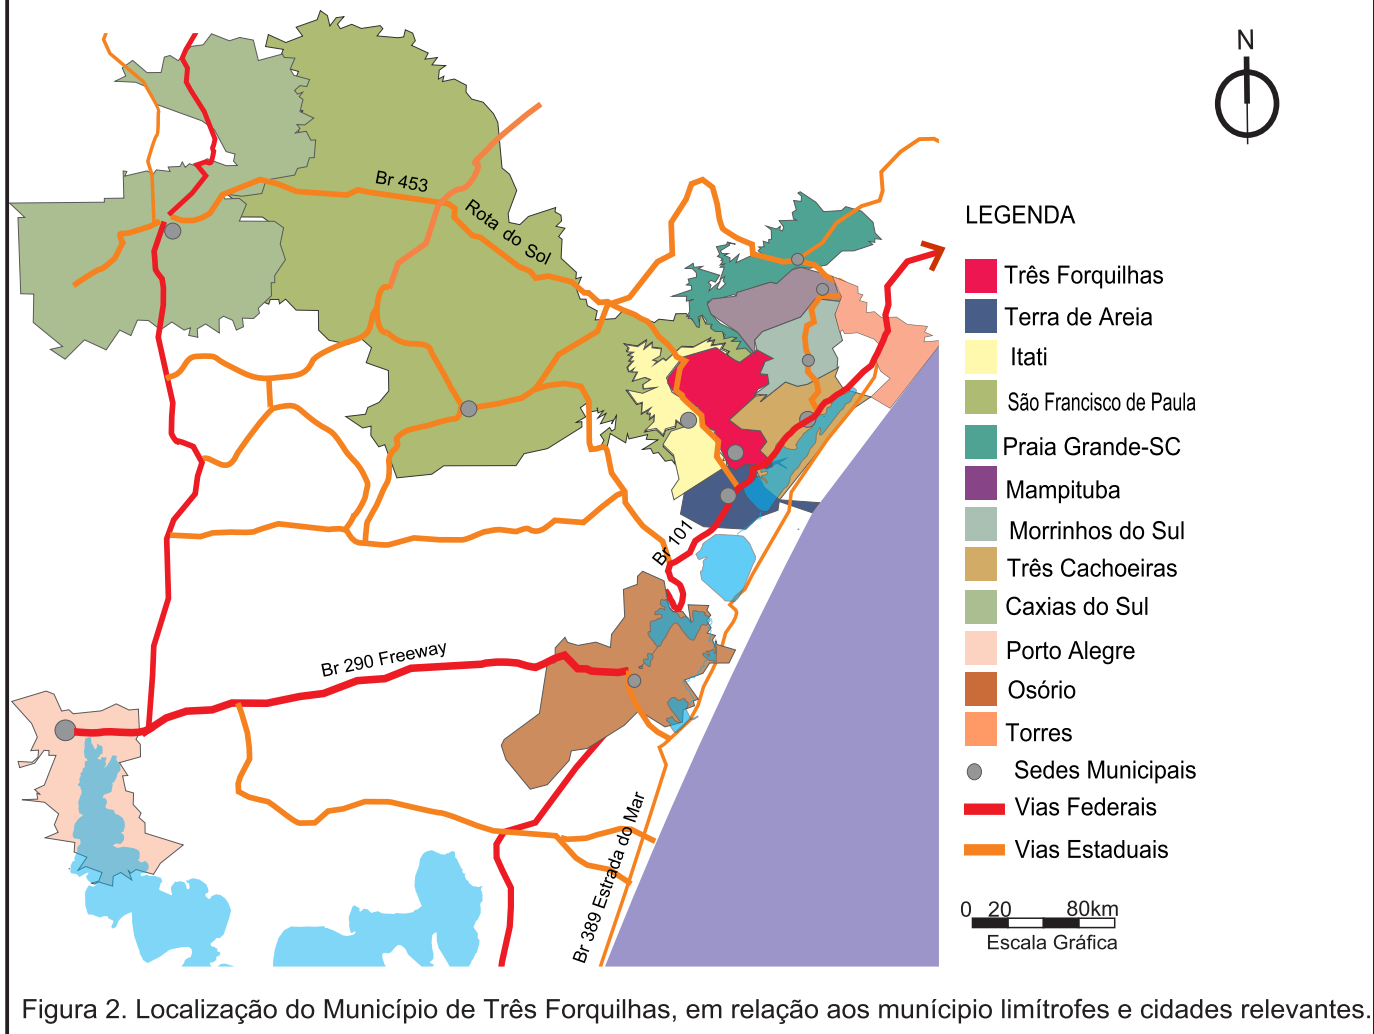 N
Br 453
Rota do Sol
Br 101
Br 290 Freeway
Br 389 Estrada do Mar
LEGENDA
Três Forquilhas
Terra de Areia
Itati
São Francisco de Paula
Praia Grande-SC
Mampituba
Morrinhos do Sul
Três Cachoeiras
Caxias do Sul
Porto Alegre
Osório
Torres
Sedes Municipais
Vias Federais
Vias Estaduais
0 20 80km
Escala Gráfica
Figura 2. Localização do Município de Três Forquilhas, em relação aos munícipio limítrofes e cidades relevantes.